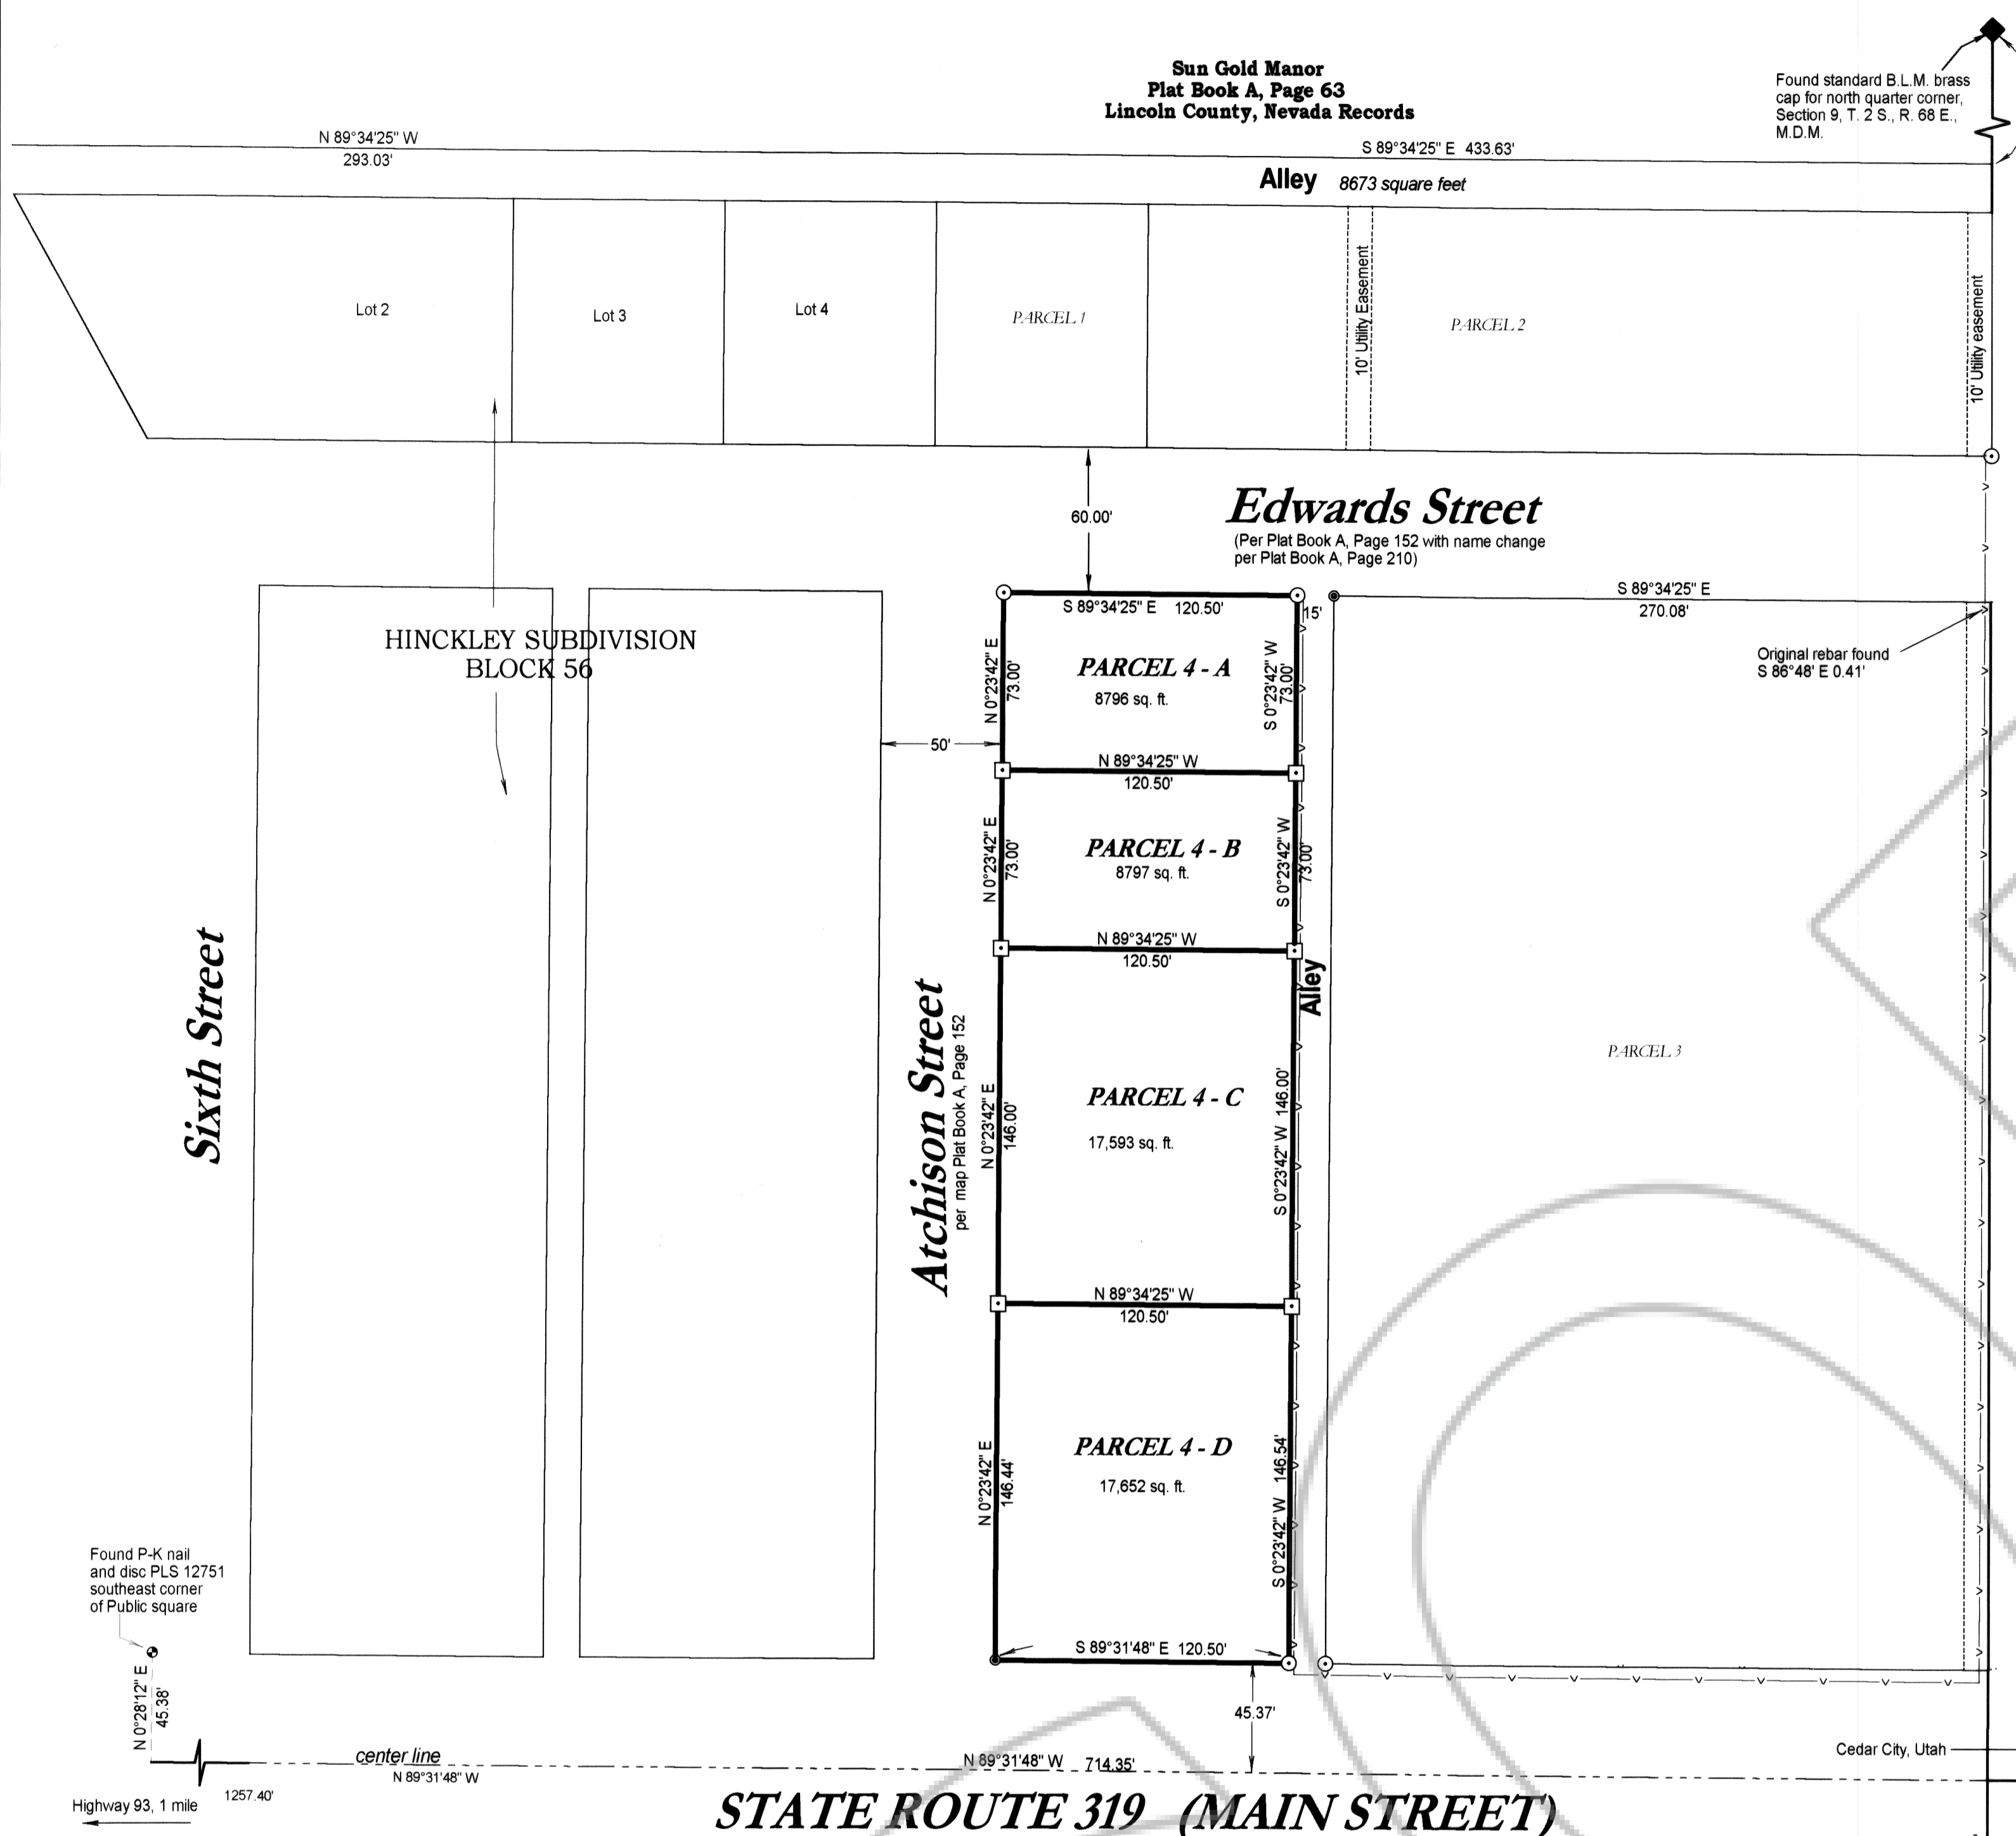 Sun Gold Manor
Plat Book A, Page 63
Lincoln County, Nevada Records
Found standard B.L.M. brass
cap for north quarter corner,
Section 9, T. 2 S., R. 68 E.,
M.D.M.
N 89°34'25" W
293.03'
S 89°34'25" E 433.63'
Alley 8673 square feet
Lot 2
Lot 3
Lot 4
PARCEL 1
10' Utility Easement
PARCEL 2
10' Utility easement
60.00'
Edwards Street
(Per Plat Book A, Page 152 with name change
per Plat Book A, Page 210)
HINCKLEY SUBDIVISION
BLOCK 56
S 89°34'25" E 120.50'
15'
S 89°34'25" E
270.08'
Original rebar found
S 86°48' E 0.41'
N 0°23'42" E
73.00'
PARCEL 4 - A
8796 sq. ft.
S 0°23'42" W
73.00'
50'
N 89°34'25" W
120.50'
N 0°23'42" E
73.00'
PARCEL 4 - B
8797 sq. ft.
S 0°23'42" W
73.00'
N 89°34'25" W
120.50'
Sixth Street
Atchison Street
per map Plat Book A, Page 152
Alley
N 0°23'42" E
146.00'
PARCEL 4 - C
17,593 sq. ft.
S 0°23'42" W 146.00'
PARCEL 3
N 89°34'25" W
120.50'
N 0°23'42" E
146.44'
PARCEL 4 - D
17,652 sq. ft.
S 0°23'42" W 146.54'
Found P-K nail
and disc PLS 12751
southeast corner
of Public square
S 89°31'48" E 120.50'
N 0°28'12" E
45.38'
45.37'
center line
N 89°31'48" W
N 89°31'48" W 714.35'
Cedar City, Utah
1257.40'
Highway 93, 1 mile
STATE ROUTE 319 (MAIN STREET)